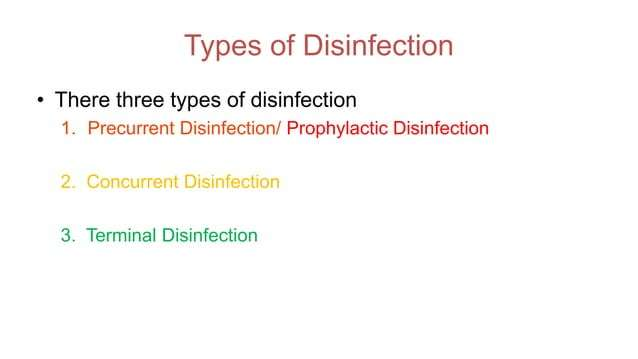 Types of Disinfection
• There three types of disinfection
1. Precurrent Disinfection/ Prophylactic Disinfection
2. Concurrent Disinfection
3. Terminal Disinfection